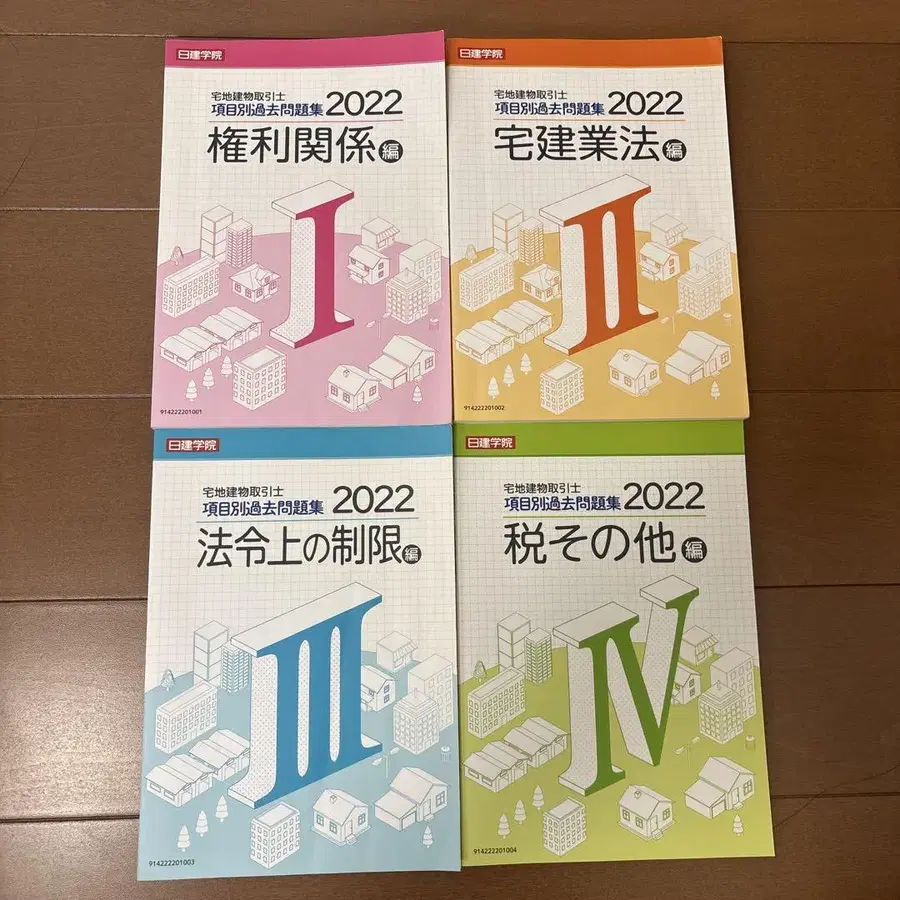 日建学院
宅地建物取引士
項目別過去問題集 2022
権利関係編
I
914222201001
日建学院
宅地建物取引士
項目別過去問題集 2022
宅建業法編
II
914222201002
日建学院
宅地建物取引士
項目別過去問題集 2022
法令上の制限編
III
914222201003
日建学院
宅地建物取引士
項目別過去問題集 2022
税その他編
IV
914222201004